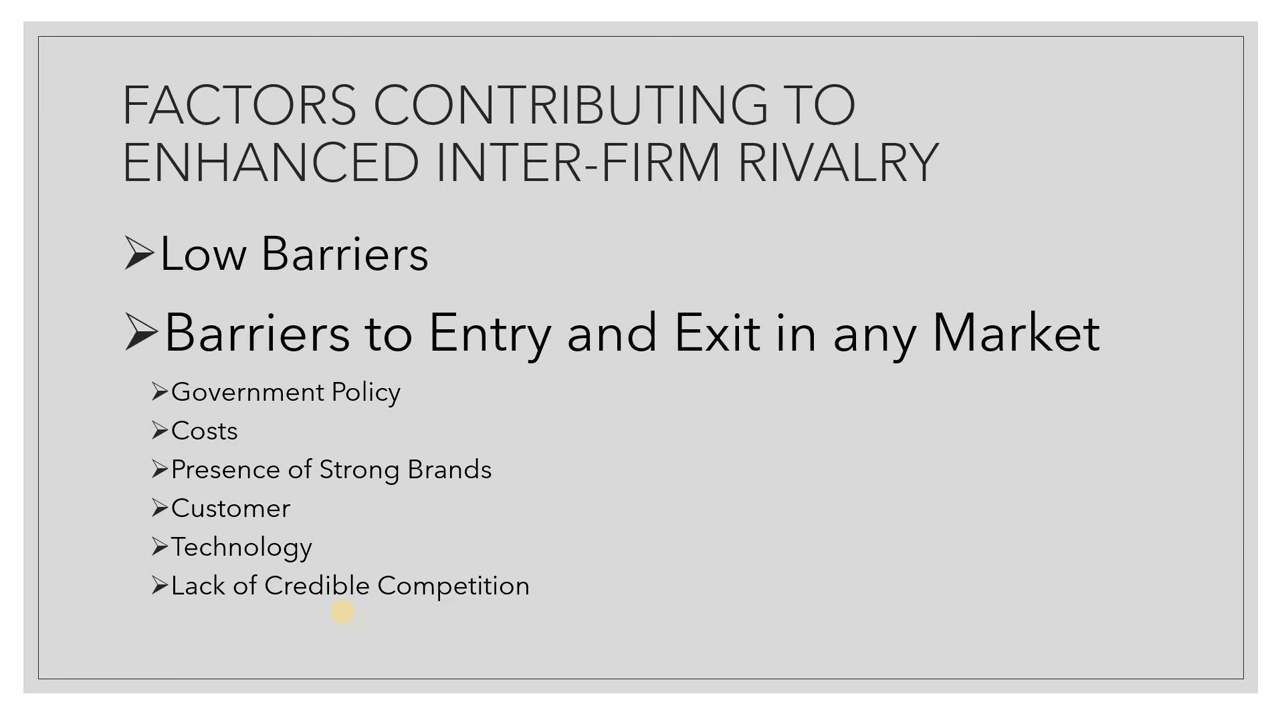 FACTORS CONTRIBUTING TO
ENHANCED INTER-FIRM RIVALRY
➢Low Barriers
➢Barriers to Entry and Exit in any Market
➢Government Policy
➢Costs
➢Presence of Strong Brands
➢Customer
➢Technology
➢Lack of Credible Competition